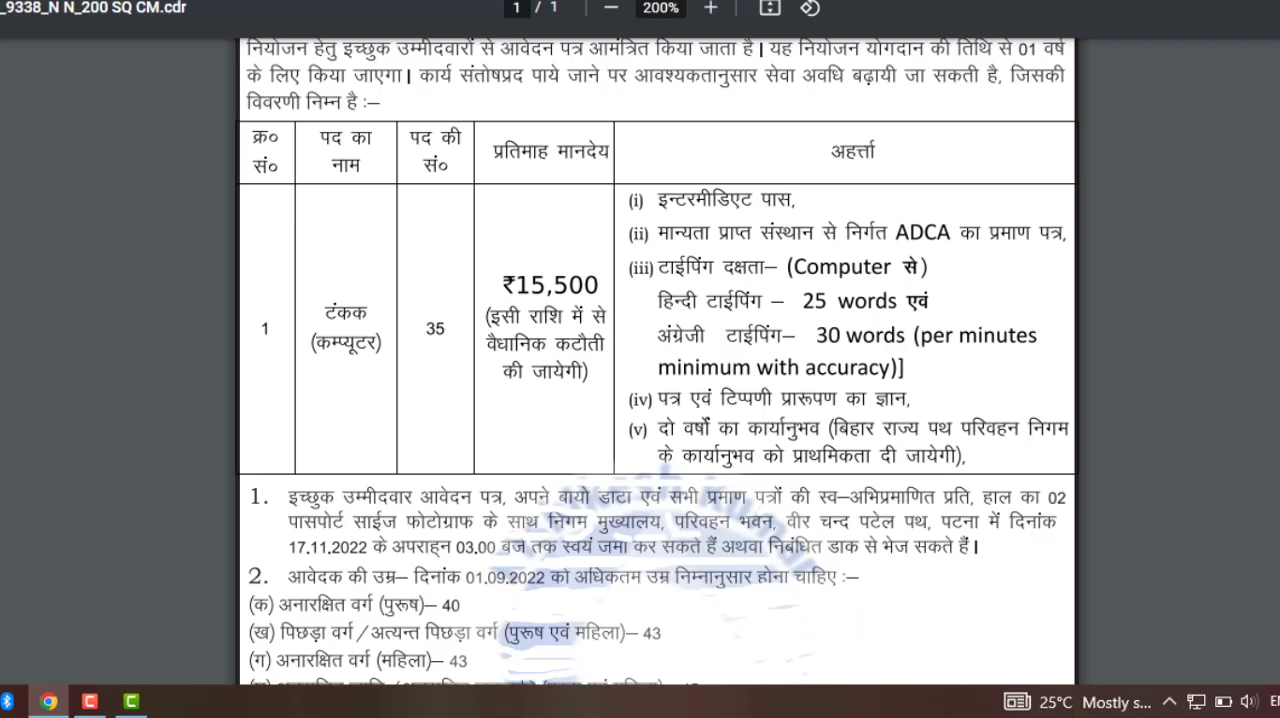 _9338_N N_200 SQ CM.cdr
1 / 1
200%
नियोजन हेतु इच्छुक उम्मीदवारों से आवेदन पत्र आमंत्रित किया जाता है। यह नियोजन योगदान की तिथि से 01 वर्ष
के लिए किया जाएगा। कार्य संतोषप्रद पाये जाने पर आवश्यकतानुसार सेवा अवधि बढ़ायी जा सकती है, जिसकी
विवरणी निम्न है :–
क्र० सं०
पद का नाम
पद की सं०
प्रतिमाह मानदेय
अहर्त्ता
1
टंकक
(कम्प्यूटर)
35
₹15,500
(इसी राशि में से
वैधानिक कटौती
की जायेगी)
(i) इन्टरमीडिएट पास,
(ii) मान्यता प्राप्त संस्थान से निर्गत ADCA का प्रमाण पत्र,
(iii) टाईपिंग दक्षता– (Computer से)
हिन्दी टाईपिंग – 25 words एवं
अंग्रेजी टाईपिंग– 30 words (per minutes
minimum with accuracy)]
(iv) पत्र एवं टिप्पणी प्रारूपण का ज्ञान,
(v) दो वर्षों का कार्यानुभव (बिहार राज्य पथ परिवहन निगम
के कार्यानुभव को प्राथमिकता दी जायेगी),
1. इच्छुक उम्मीदवार आवेदन पत्र, अपने बायो डाटा एवं सभी प्रमाण पत्रों की स्व–अभिप्रमाणित प्रति, हाल का 02
पासपोर्ट साईज फोटोग्राफ के साथ निगम मुख्यालय, परिवहन भवन, वीर चन्द पटेल पथ, पटना में दिनांक
17.11.2022 के अपराहन 03.00 बज तक स्वयं जमा कर सकते हैं अथवा निबंधित डाक से भेज सकते हैं।
2. आवेदक की उम्र– दिनांक 01.09.2022 को अधिकतम उम्र निम्नानुसार होना चाहिए :–
(क) अनारक्षित वर्ग (पुरूष)– 40
(ख) पिछड़ा वर्ग/अत्यन्त पिछड़ा वर्ग (पुरूष एवं महिला)– 43
(ग) अनारक्षित वर्ग (महिला)– 43
25°C Mostly s...